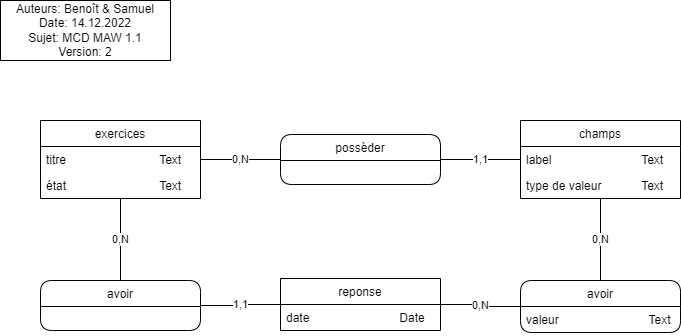 Auteurs: Benoît & Samuel
Date: 14.12.2022
Sujet: MCD MAW 1.1
Version: 2
exercices
titre Text
état Text
0,N
possèder
1,1
champs
label Text
type de valeur Text
0,N
0,N
avoir
1,1
reponse
date Date
0,N
avoir
valeur Text